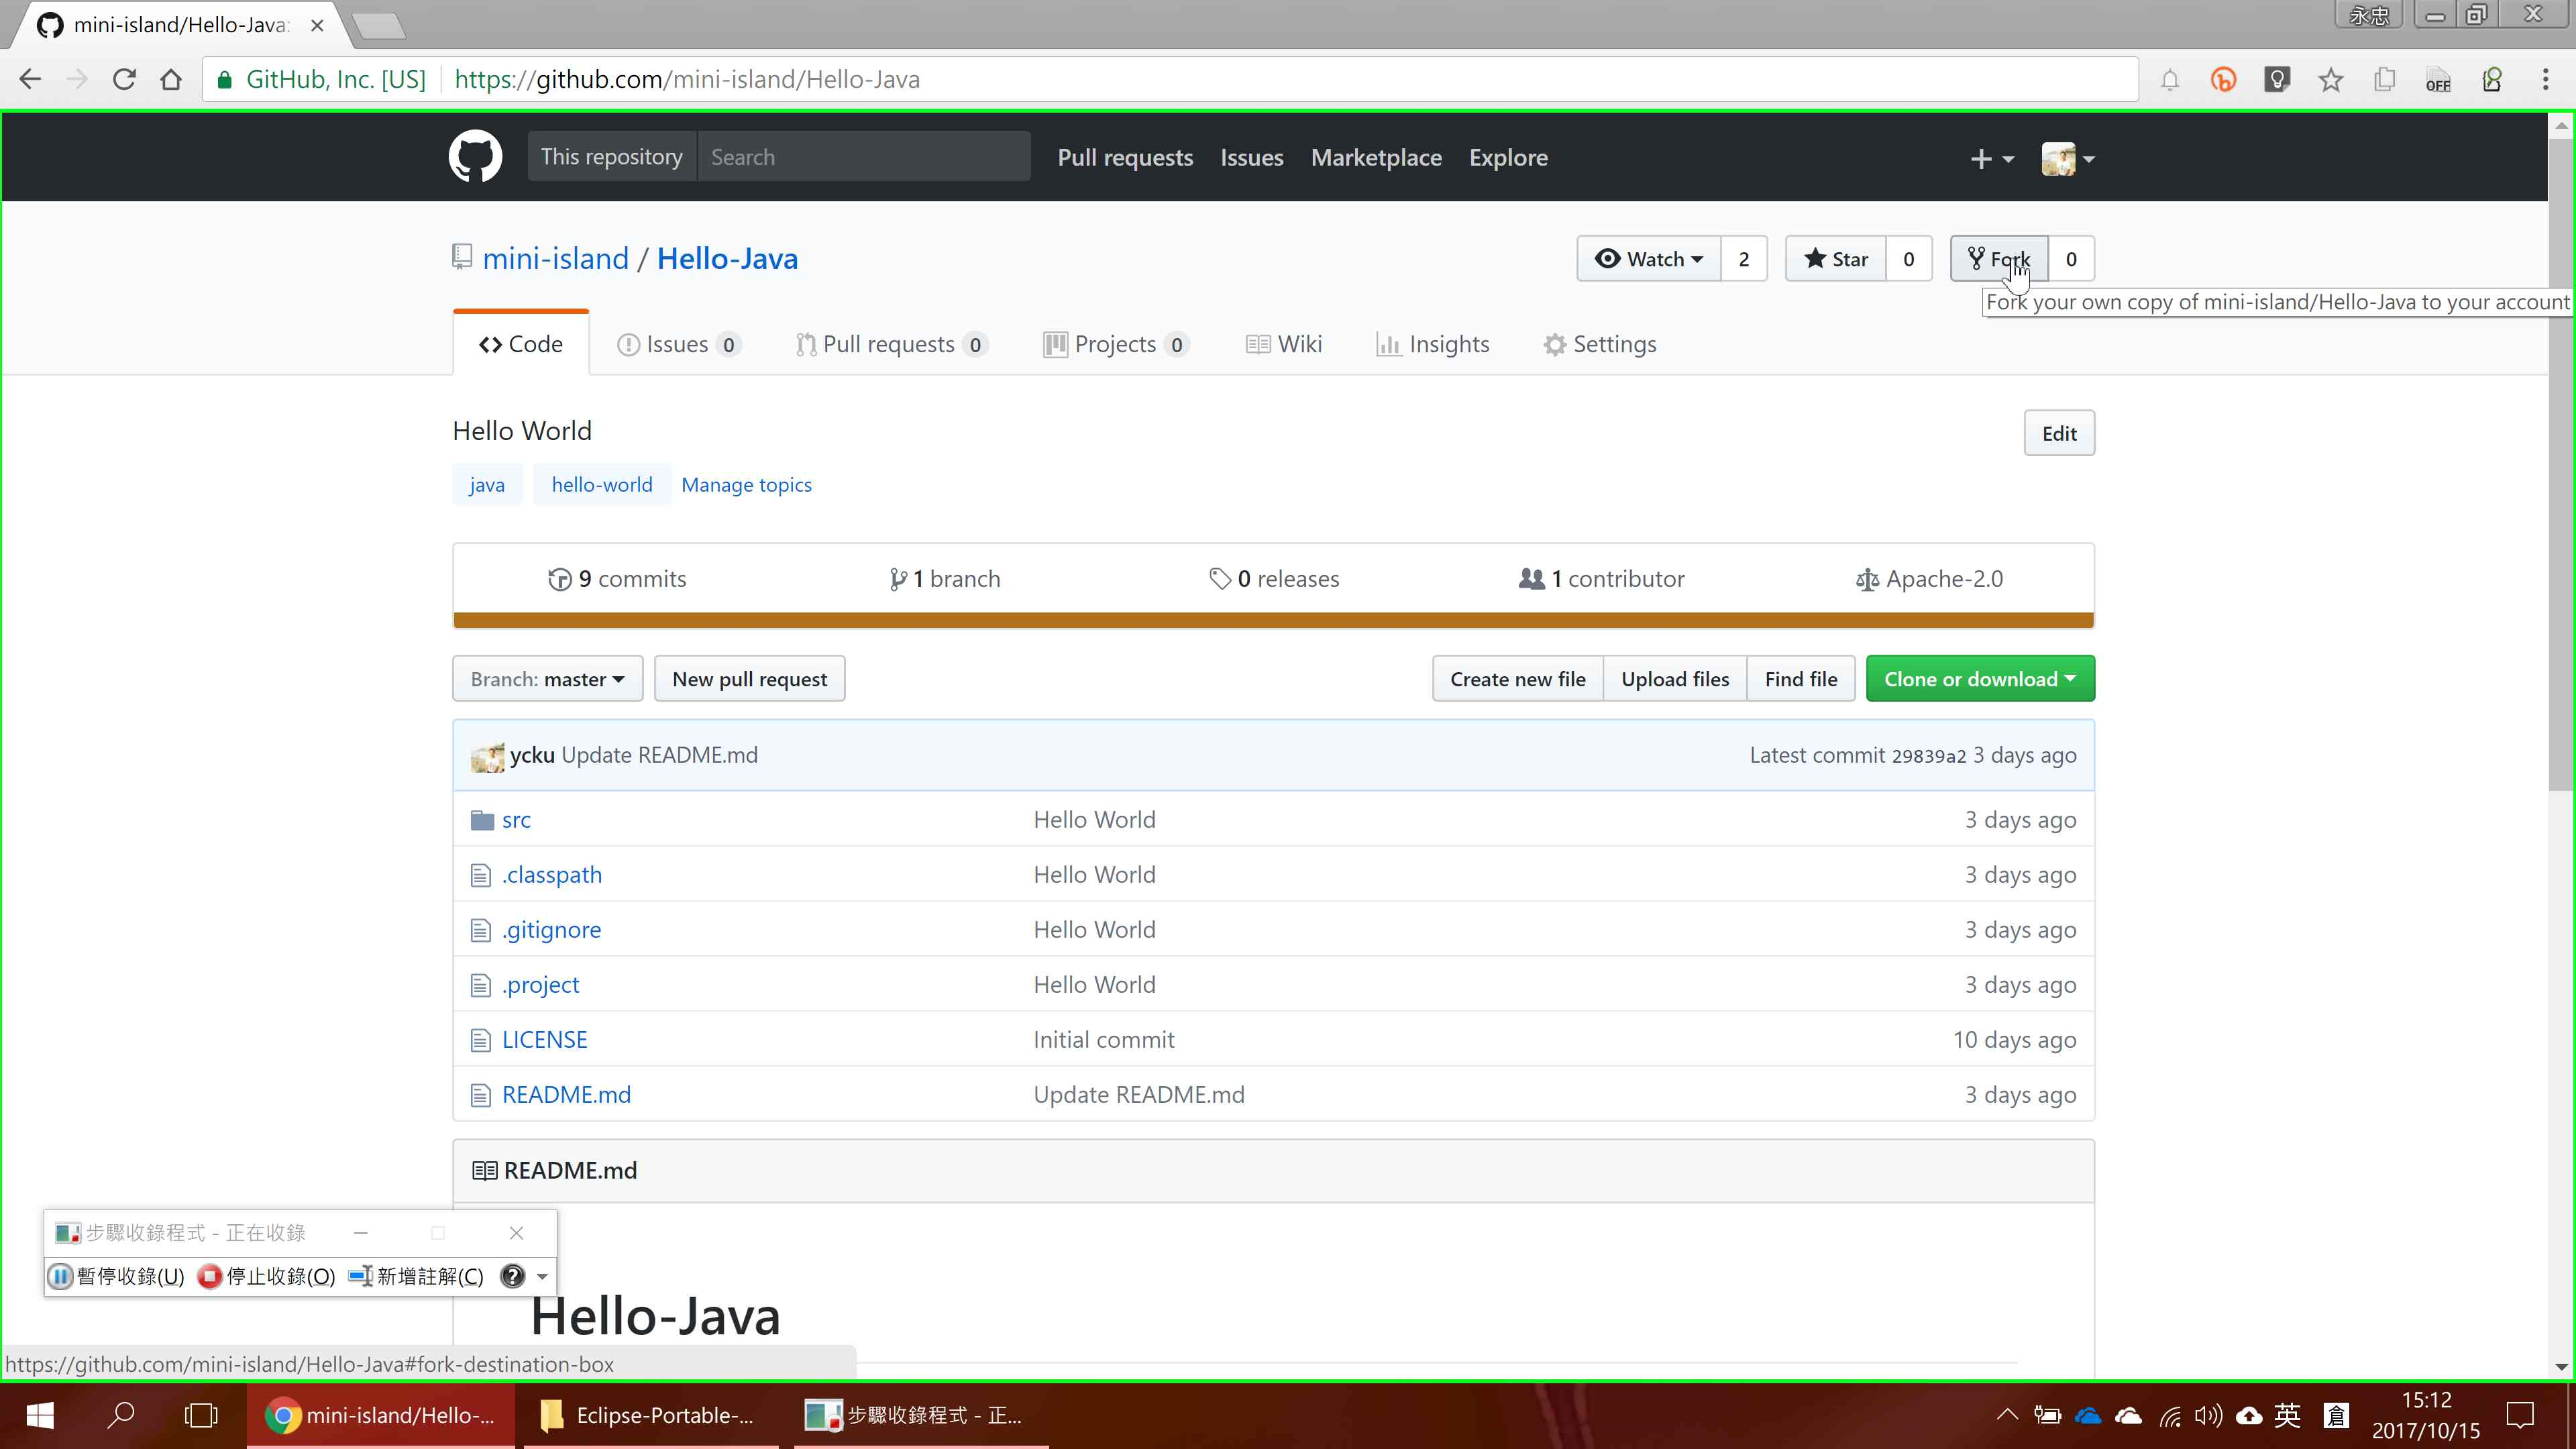 mini-island/Hello-Java:
永忠
GitHub, Inc. [US] https://github.com/mini-island/Hello-Java
OFF
This repository Search Pull requests Issues Marketplace Explore
mini-island / Hello-Java Watch 2 Star 0 Fork 0
Fork your own copy of mini-island/Hello-Java to your account
Code Issues 0 Pull requests 0 Projects 0 Wiki Insights Settings
Hello World Edit
java hello-world Manage topics
9 commits 1 branch 0 releases 1 contributor Apache-2.0
Branch: master New pull request Create new file Upload files Find file Clone or download
ycku Update README.md Latest commit 29839a2 3 days ago
src Hello World 3 days ago
.classpath Hello World 3 days ago
.gitignore Hello World 3 days ago
.project Hello World 3 days ago
LICENSE Initial commit 10 days ago
README.md Update README.md 3 days ago
README.md
步驟收錄程式 - 正在收錄
暫停收錄(U) 停止收錄(O) 新增註解(C)
Hello-Java
https://github.com/mini-island/Hello-Java#fork-destination-box
mini-island/Hello-... Eclipse-Portable-... 步驟收錄程式 - 正... 英 倉 15:12
2017/10/15